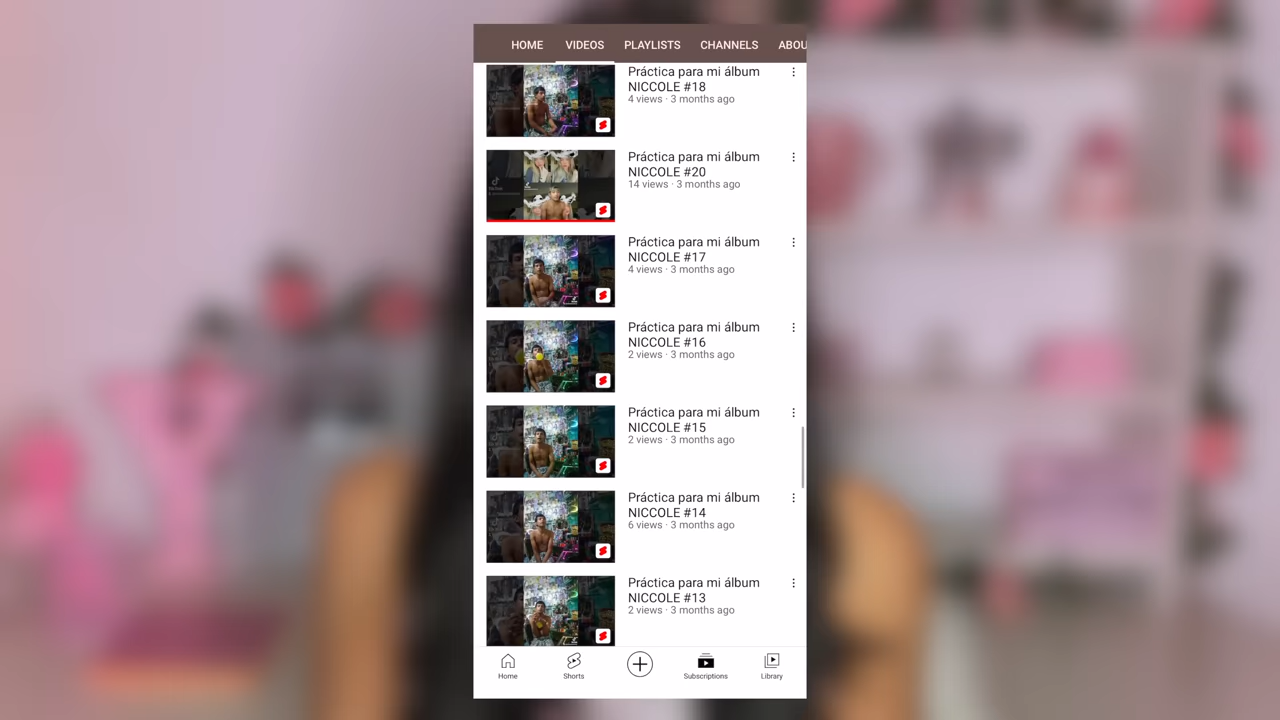 HOME VIDEOS PLAYLISTS CHANNELS ABOU
Práctica para mi álbum
NICCOLE #18
4 views · 3 months ago
Práctica para mi álbum
NICCOLE #20
14 views · 3 months ago
Práctica para mi álbum
NICCOLE #17
4 views · 3 months ago
Práctica para mi álbum
NICCOLE #16
2 views · 3 months ago
Práctica para mi álbum
NICCOLE #15
2 views · 3 months ago
Práctica para mi álbum
NICCOLE #14
6 views · 3 months ago
Práctica para mi álbum
NICCOLE #13
2 views · 3 months ago
Home Shorts Subscriptions Library